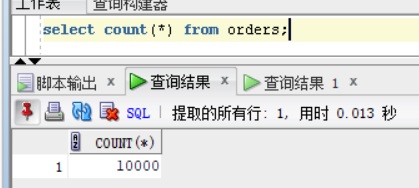 工作表 查询构建器
select count(*) from orders;
脚本输出 × 查询结果 × 查询结果 1 ×
SQL | 提取的所有行: 1, 用时 0.013 秒
COUNT(*)
1 10000